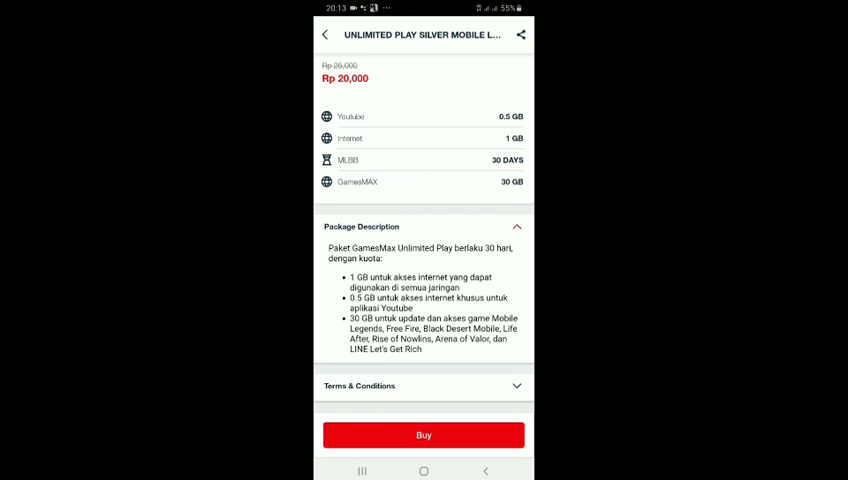 20:13 55%
UNLIMITED PLAY SILVER MOBILE L...
Rp 25,000
Rp 20,000
Youtube 0.5 GB
Internet 1 GB
MLBB 30 DAYS
GamesMAX 30 GB
Package Description
Paket GamesMax Unlimited Play berlaku 30 hari,
dengan kuota:
• 1 GB untuk akses internet yang dapat
digunakan di semua jaringan
• 0.5 GB untuk akses internet khusus untuk
aplikasi Youtube
• 30 GB untuk update dan akses game Mobile
Legends, Free Fire, Black Desert Mobile, Life
After, Rise of Nowlins, Arena of Valor, dan
LINE Let's Get Rich
Terms & Conditions
Buy